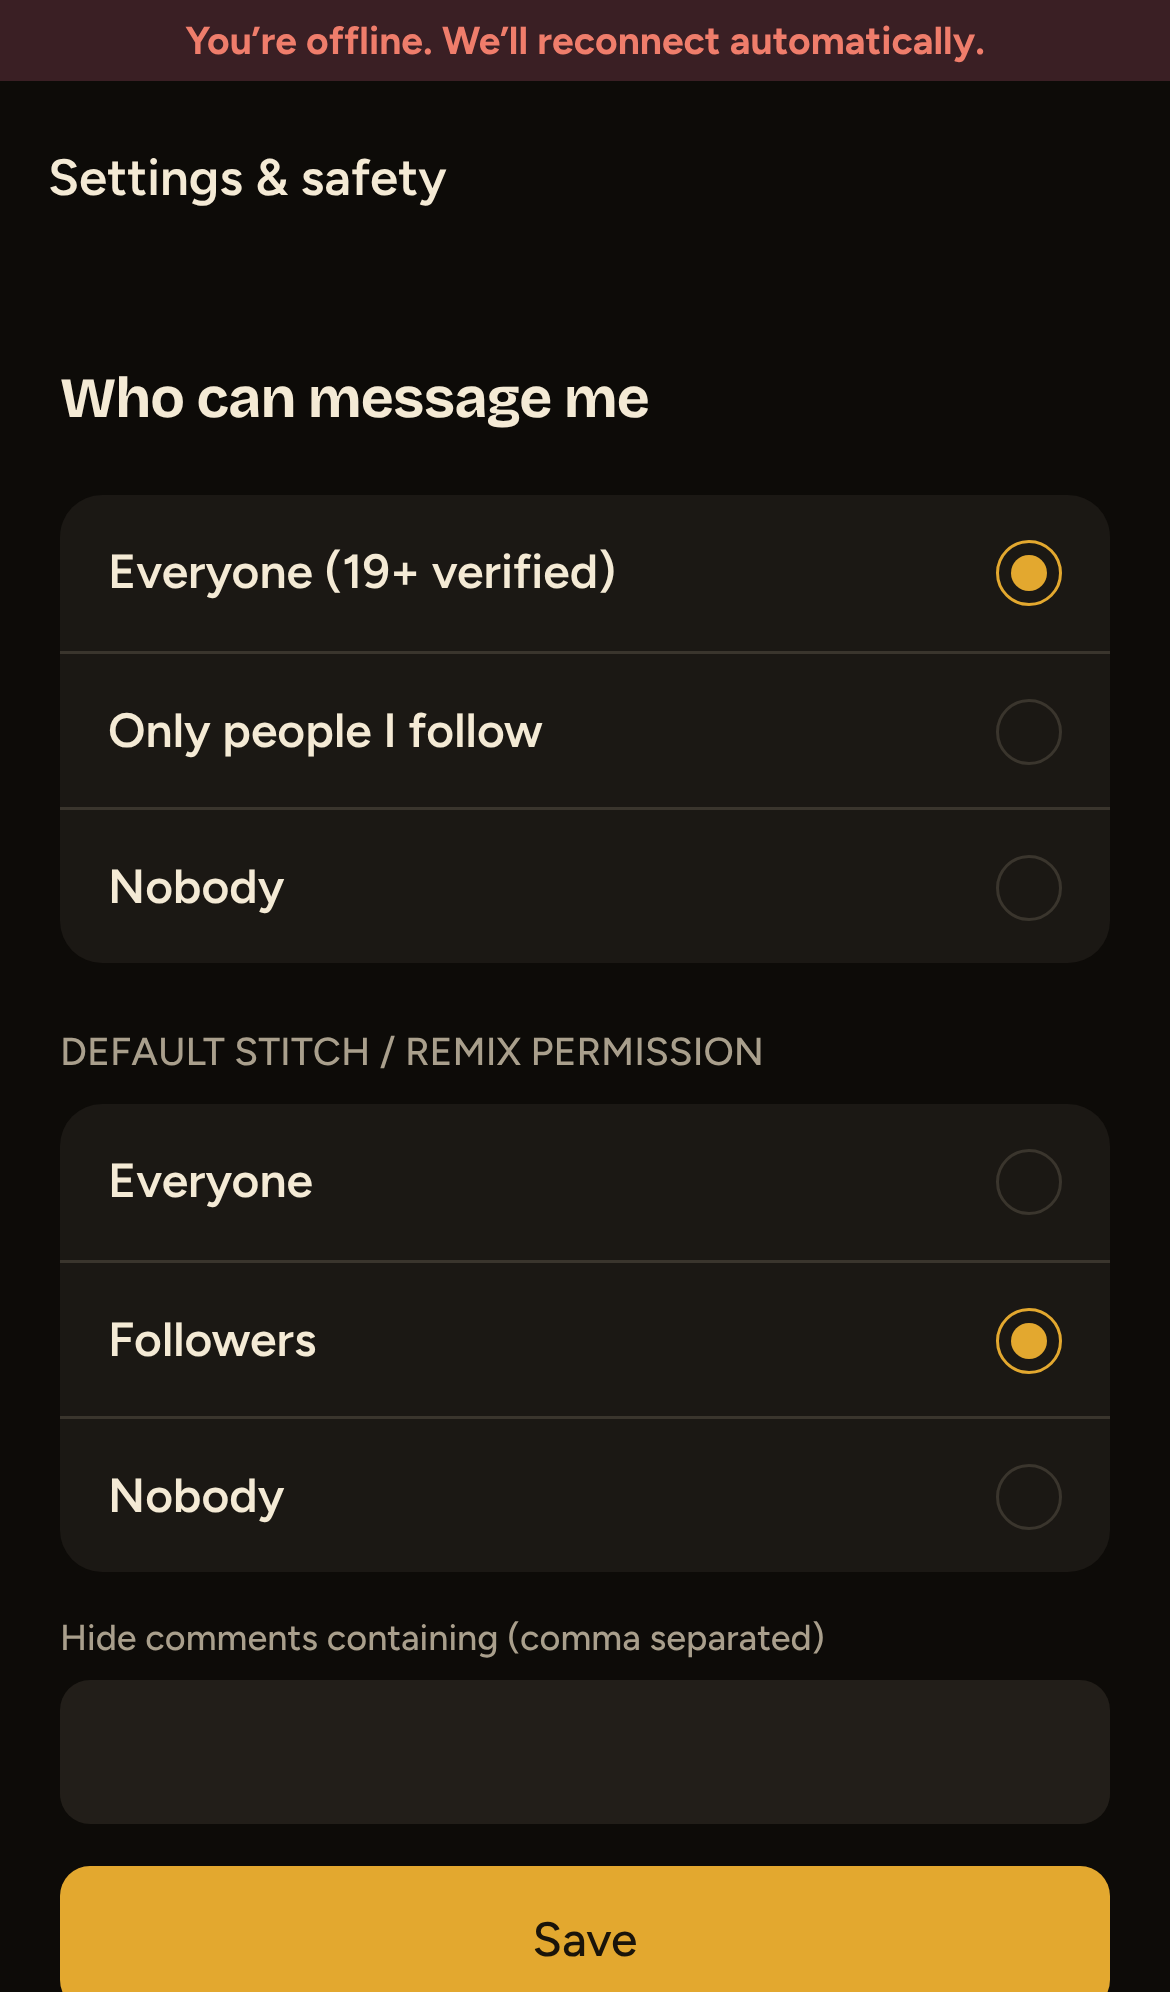 You’re offline. We’ll reconnect automatically.
Settings & safety
Who can message me
Everyone (19+ verified)
Only people I follow
Nobody
DEFAULT STITCH / REMIX PERMISSION
Everyone
Followers
Nobody
Hide comments containing (comma separated)
Save